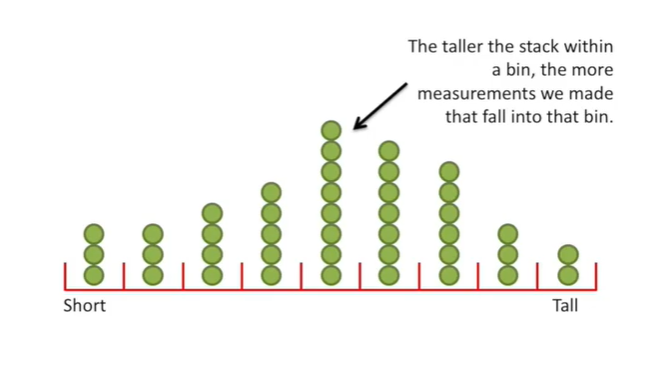 The taller the stack within
a bin, the more
measurements we made
that fall into that bin.
Short
Tall